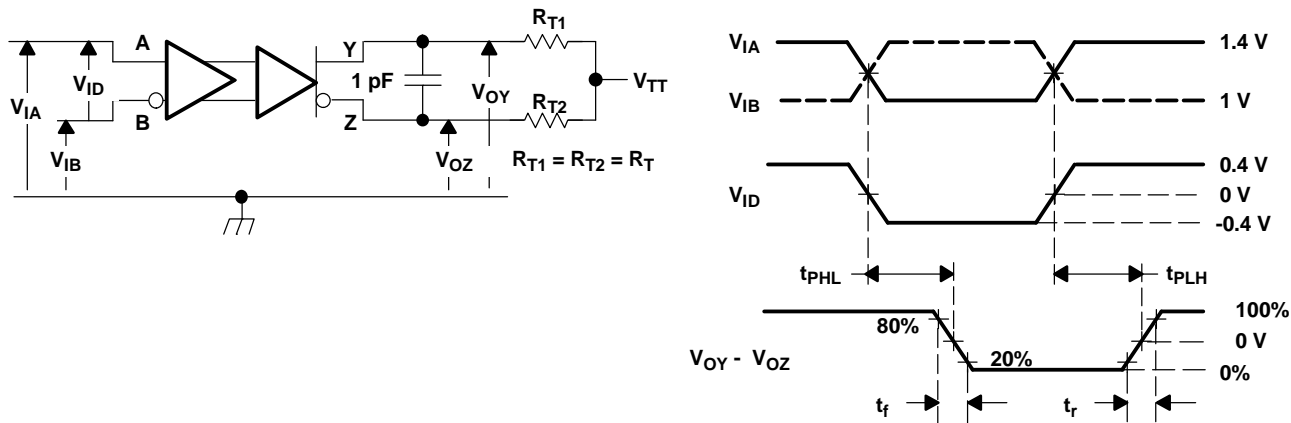 A
B
V_ID
V_IA
V_IB
Y
Z
1 pF
V_OY
V_OZ
R_T1
R_T2
V_TT
R_T1 = R_T2 = R_T
V_IA
1.4 V
V_IB
1 V
V_ID
0.4 V
0 V
-0.4 V
t_PHL
t_PLH
80%
20%
100%
0 V
0%
V_OY - V_OZ
t_f
t_r